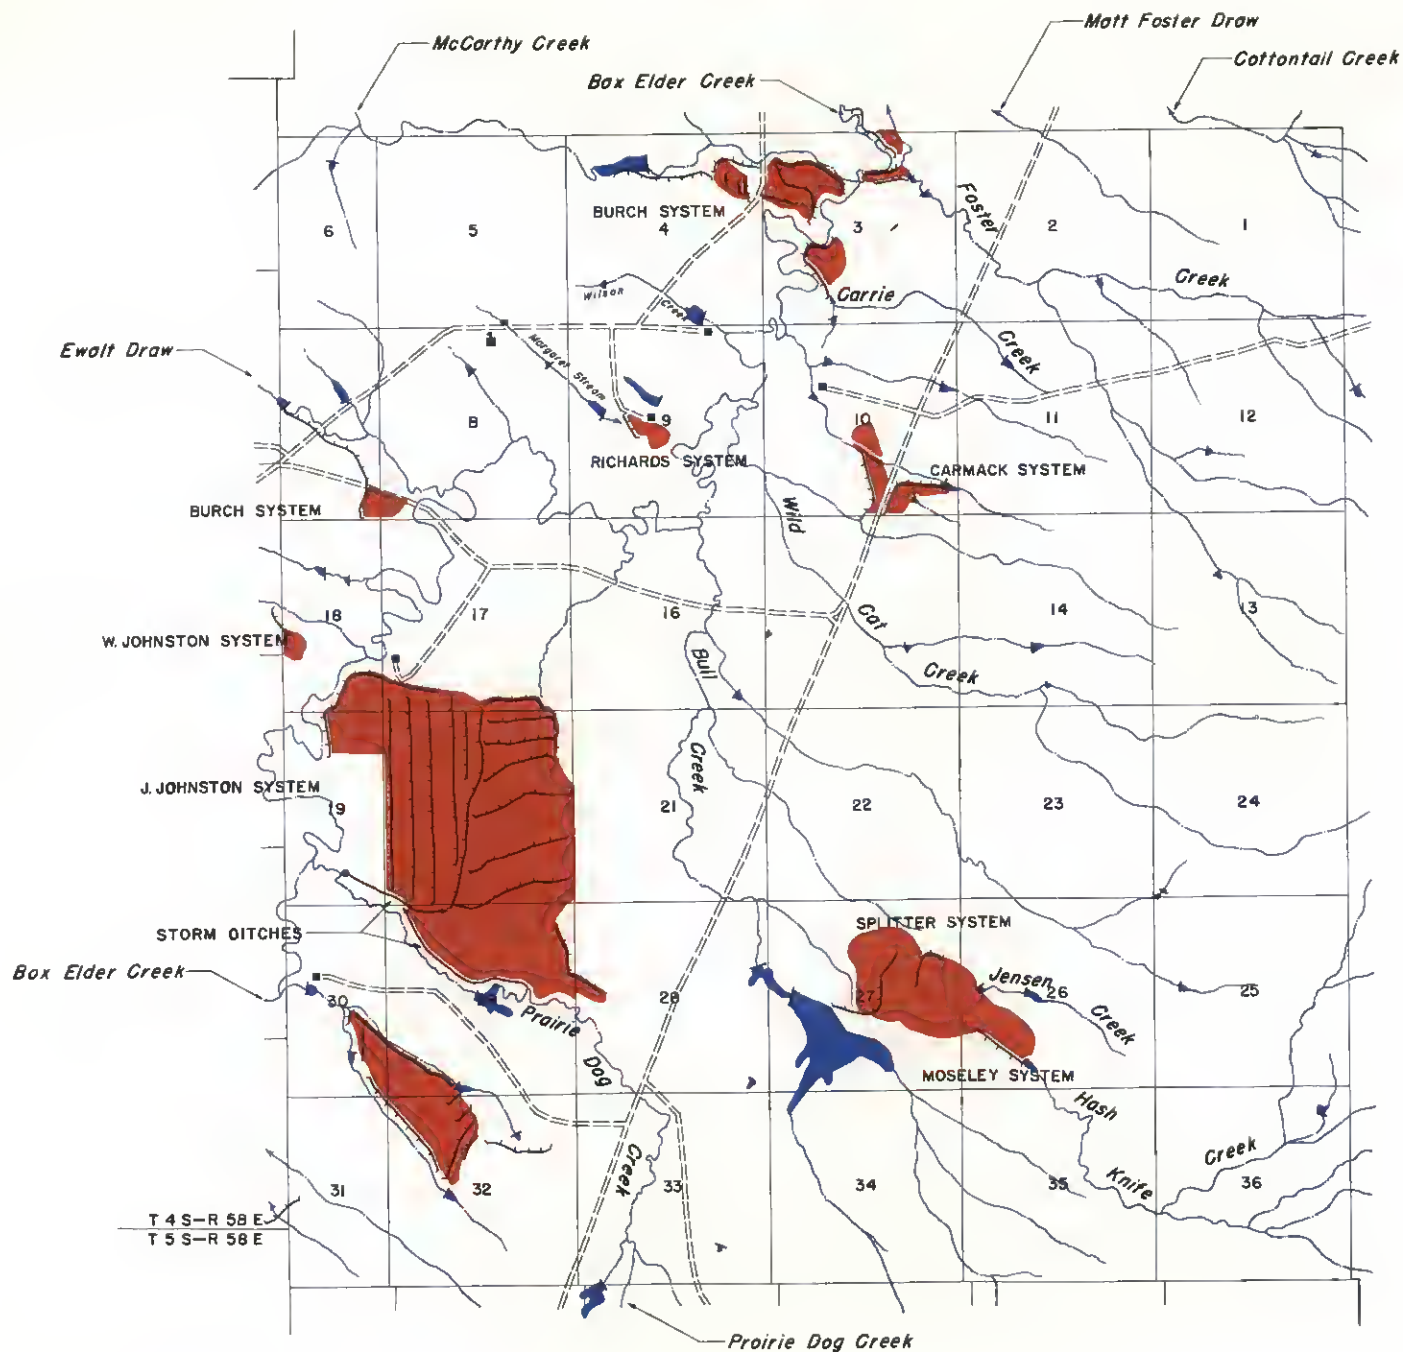 Matt Foster Draw
McCarthy Creek
Cottontail Creek
Box Elder Creek
Foster
BURCH SYSTEM
6
5
4
3
2
1
Creek
Wilson
Creek
Carrie
Creek
Ewalt Draw
Margaret Stream
8
9
10
11
12
RICHARDS SYSTEM
CARMACK SYSTEM
BURCH SYSTEM
Wild
18
17
16
14
13
W. JOHNSTON SYSTEM
Cat
Bull
Creek
Creek
J. JOHNSTON SYSTEM
19
21
22
23
24
SPLITTER SYSTEM
STORM DITCHES
Box Elder Creek
Jensen
30
28
27
26
25
Prairie
Creek
Dog
MOSELEY SYSTEM
Hash
Creek
Creek
Knife
31
32
33
34
35
36
T 4 S–R 58 E
T 5 S–R 58 E
Prairie Dog Creek